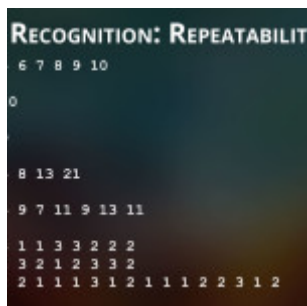 RECOGNITION: REPEATABILIT
6 7 8 9 10
0
8 13 21
9 7 11 9 13 11
1 1 3 3 2 2 2
3 2 1 2 3 3 2
2 1 1 1 3 1 2 1 1 1 2 2 3 1 2